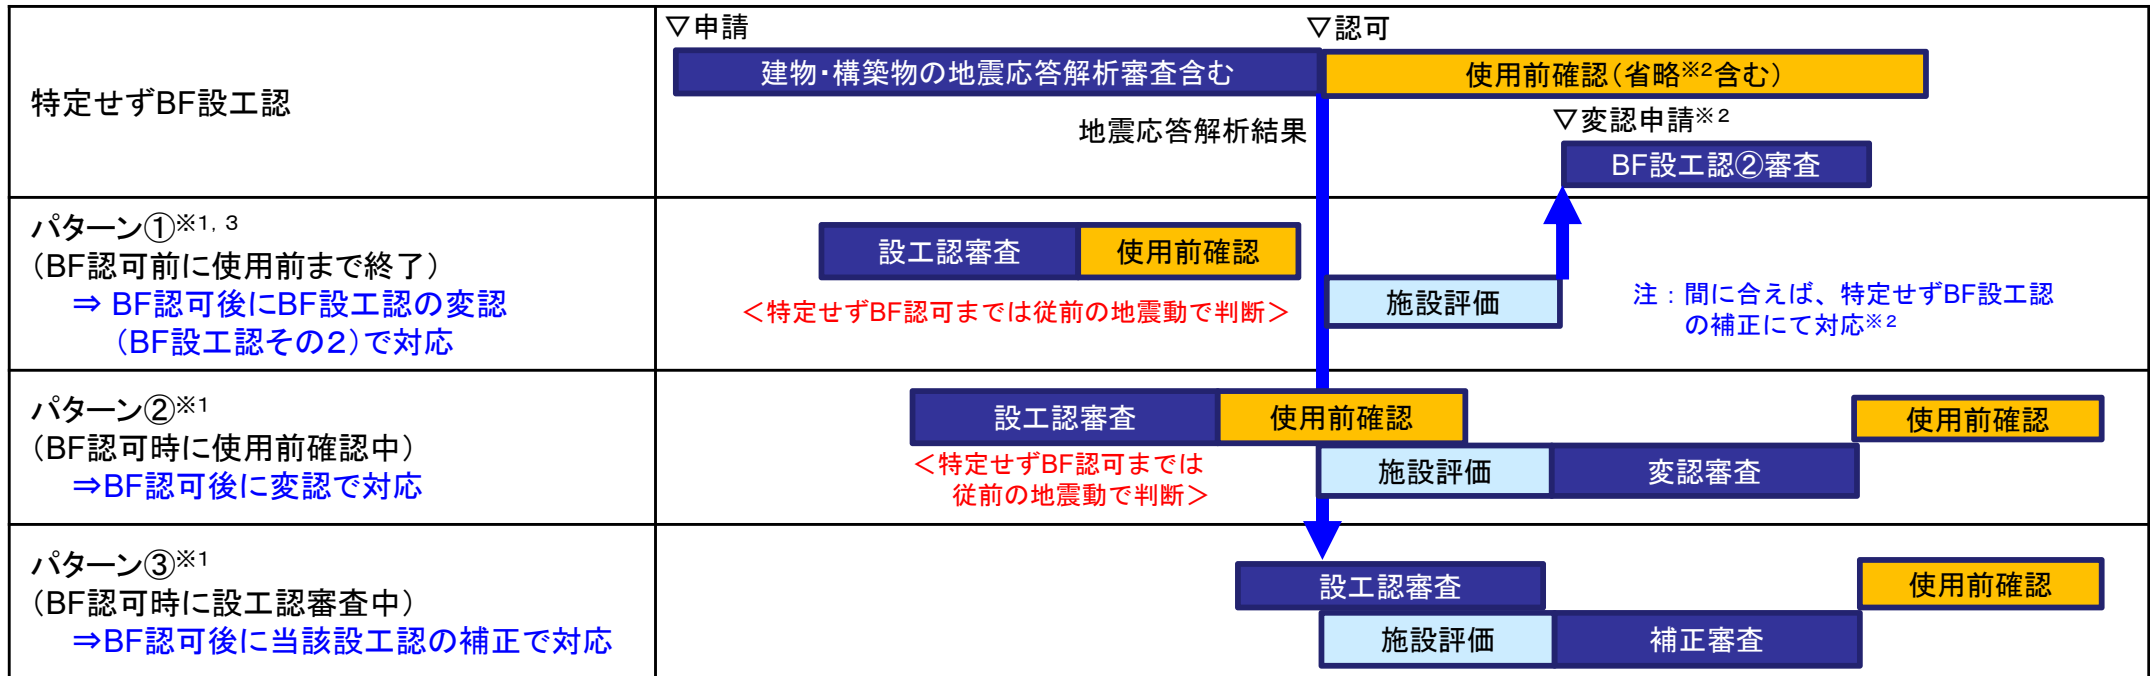 特定せずBF設工認
▽申請
▽認可
建物・構築物の地震応答解析審査含む
使用前確認（省略※2含む）
地震応答解析結果
▽変認申請※2
BF設工認②審査
パターン①※1，3
（BF認可前に使用前まで終了）
⇒ BF認可後にBF設工認の変認
（BF設工認その2）で対応
設工認審査
使用前確認
＜特定せずBF認可までは従前の地震動で判断＞
施設評価
注：間に合えば、特定せずBF設工認
の補正にて対応※2
パターン②※1
（BF認可時に使用前確認中）
⇒BF認可後に変認で対応
設工認審査
使用前確認
使用前確認
＜特定せずBF認可までは
従前の地震動で判断＞
施設評価
変認審査
パターン③※1
（BF認可時に設工認審査中）
⇒BF認可後に当該設工認の補正で対応
設工認審査
使用前確認
施設評価
補正審査